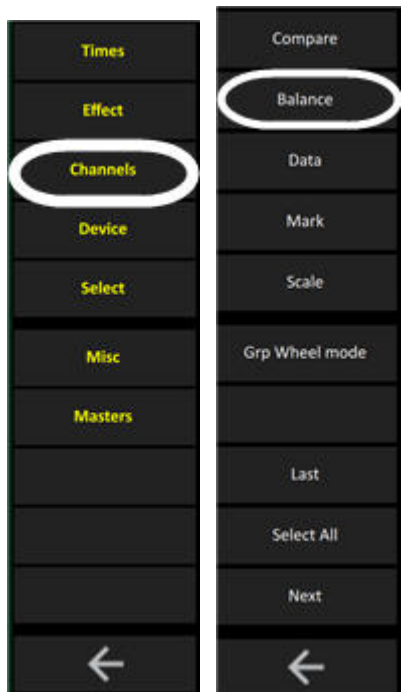 Times
Effect
Channels
Device
Select
Misc
Masters
Compare
Balance
Data
Mark
Scale
Grp Wheel mode
Last
Select All
Next